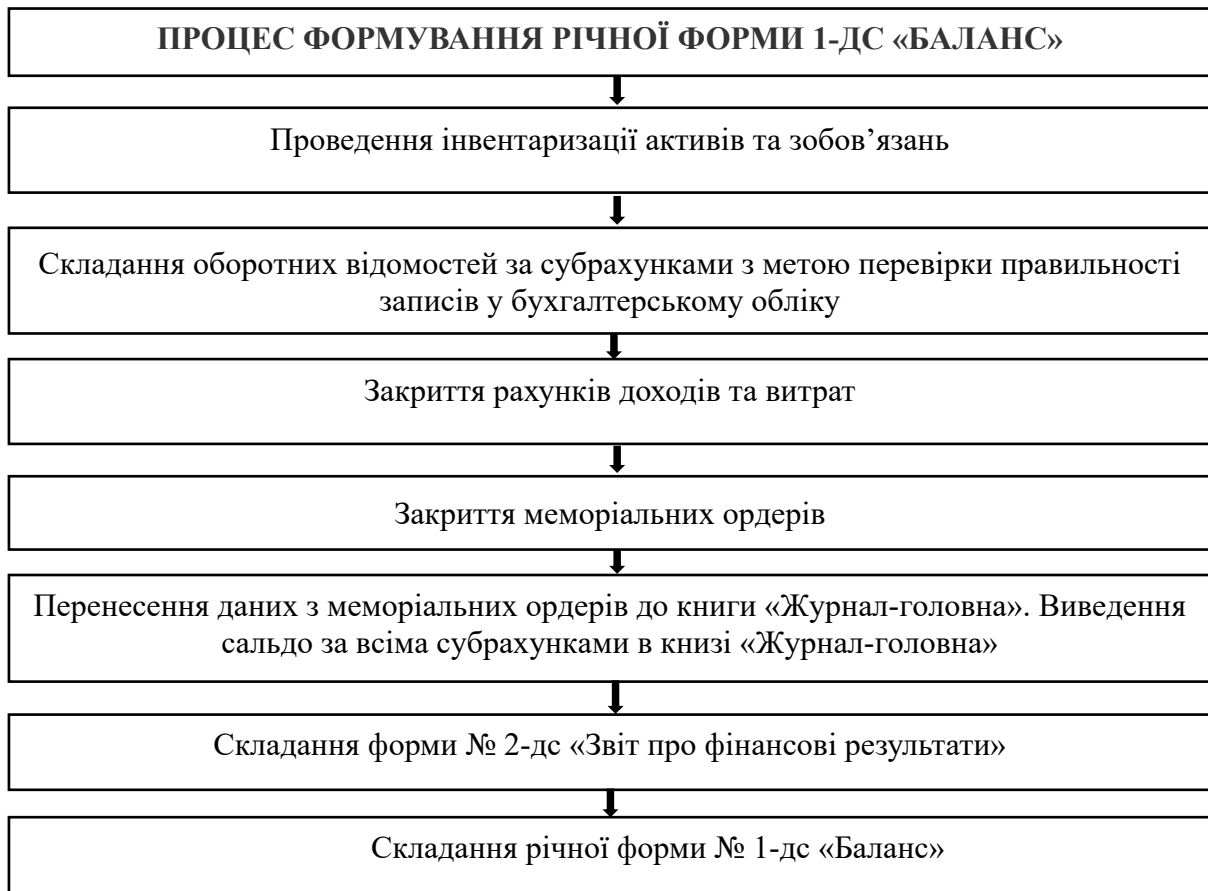 ПРОЦЕС ФОРМУВАННЯ РІЧНОЇ ФОРМИ 1-ДС «БАЛАНС»
Проведення інвентаризації активів та зобов’язань
Складання оборотних відомостей за субрахунками з метою перевірки правильності
записів у бухгалтерському обліку
Закриття рахунків доходів та витрат
Закриття меморіальних ордерів
Перенесення даних з меморіальних ордерів до книги «Журнал-головна». Виведення
сальдо за всіма субрахунками в книзі «Журнал-головна»
Складання форми № 2-дс «Звіт про фінансові результати»
Складання річної форми № 1-дс «Баланс»